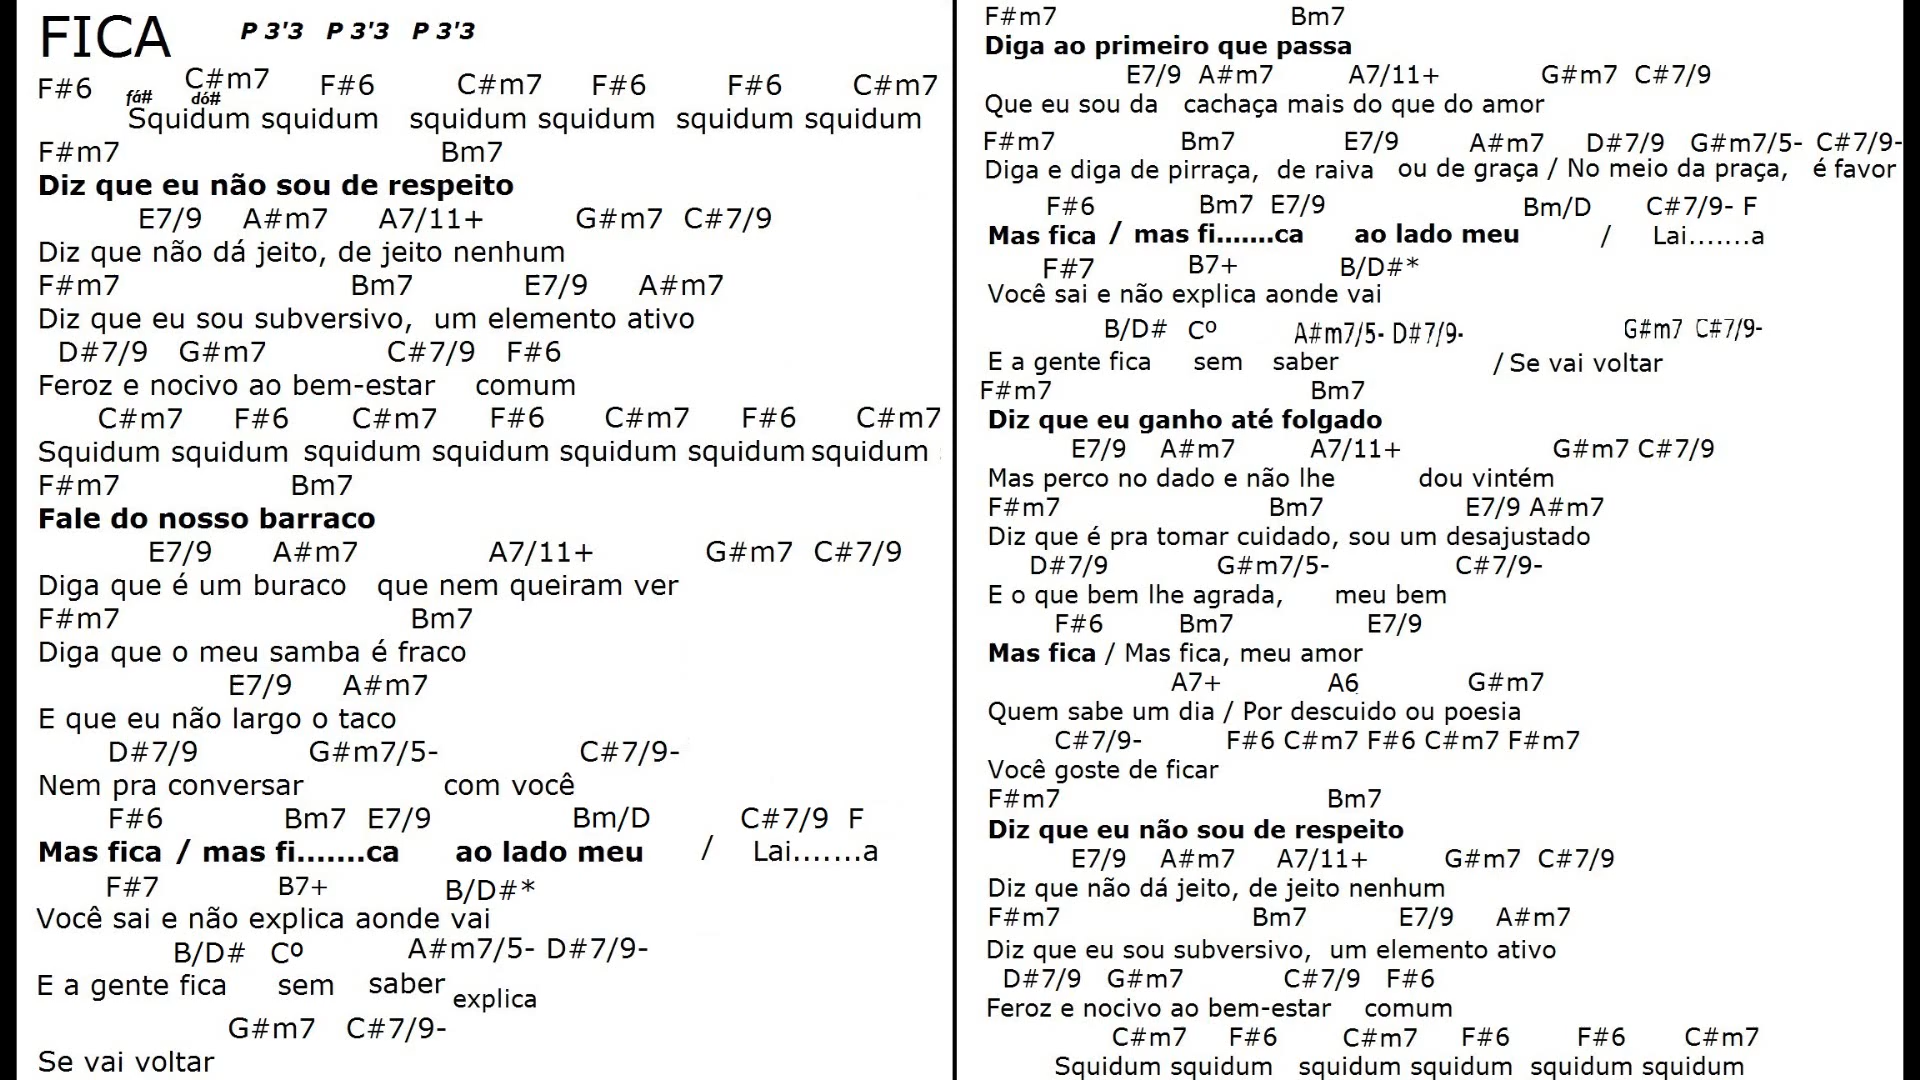 FICA P 3'3 P 3'3 P 3'3
F#6 C#m7 F#6 C#m7 F#6 F#6 C#m7
fá# dó#
Squidum squidum squidum squidum squidum squidum
F#m7 Bm7
Diz que eu não sou de respeito
E7/9 A#m7 A7/11+ G#m7 C#7/9
Diz que não dá jeito, de jeito nenhum
F#m7 Bm7 E7/9 A#m7
Diz que eu sou subversivo, um elemento ativo
D#7/9 G#m7 C#7/9 F#6
Feroz e nocivo ao bem-estar comum
C#m7 F#6 C#m7 F#6 C#m7 F#6 C#m7
Squidum squidum squidum squidum squidum squidum squidum
F#m7 Bm7
Fale do nosso barraco
E7/9 A#m7 A7/11+ G#m7 C#7/9
Diga que é um buraco que nem queiram ver
F#m7 Bm7
Diga que o meu samba é fraco
E7/9 A#m7
E que eu não largo o taco
D#7/9 G#m7/5- C#7/9-
Nem pra conversar com você
F#6 Bm7 E7/9 Bm/D C#7/9 F
Mas fica / mas fi.......ca ao lado meu / Lai.......a
F#7 B7+ B/D#*
Você sai e não explica aonde vai
B/D# Cº A#m7/5- D#7/9-
E a gente fica sem saber explica
G#m7 C#7/9-
Se vai voltar
F#m7 Bm7
Diga ao primeiro que passa
E7/9 A#m7 A7/11+ G#m7 C#7/9
Que eu sou da cachaça mais do que do amor
F#m7 Bm7 E7/9 A#m7 D#7/9 G#m7/5- C#7/9-
Diga e diga de pirraça, de raiva ou de graça / No meio da praça, é favor
F#6 Bm7 E7/9 Bm/D C#7/9- F
Mas fica / mas fi.......ca ao lado meu / Lai.......a
F#7 B7+ B/D#*
Você sai e não explica aonde vai
B/D# Cº A#m7/5- D#7/9- G#m7 C#7/9-
E a gente fica sem saber / Se vai voltar
F#m7 Bm7
Diz que eu ganho até folgado
E7/9 A#m7 A7/11+ G#m7 C#7/9
Mas perco no dado e não lhe dou vintém
F#m7 Bm7 E7/9 A#m7
Diz que é pra tomar cuidado, sou um desajustado
D#7/9 G#m7/5- C#7/9-
E o que bem lhe agrada, meu bem
F#6 Bm7 E7/9
Mas fica / Mas fica, meu amor
A7+ A6 G#m7
Quem sabe um dia / Por descuido ou poesia
C#7/9- F#6 C#m7 F#6 C#m7 F#m7
Você goste de ficar
F#m7 Bm7
Diz que eu não sou de respeito
E7/9 A#m7 A7/11+ G#m7 C#7/9
Diz que não dá jeito, de jeito nenhum
F#m7 Bm7 E7/9 A#m7
Diz que eu sou subversivo, um elemento ativo
D#7/9 G#m7 C#7/9 F#6
Feroz e nocivo ao bem-estar comum
C#m7 F#6 C#m7 F#6 F#6 C#m7
Squidum squidum squidum squidum squidum squidum